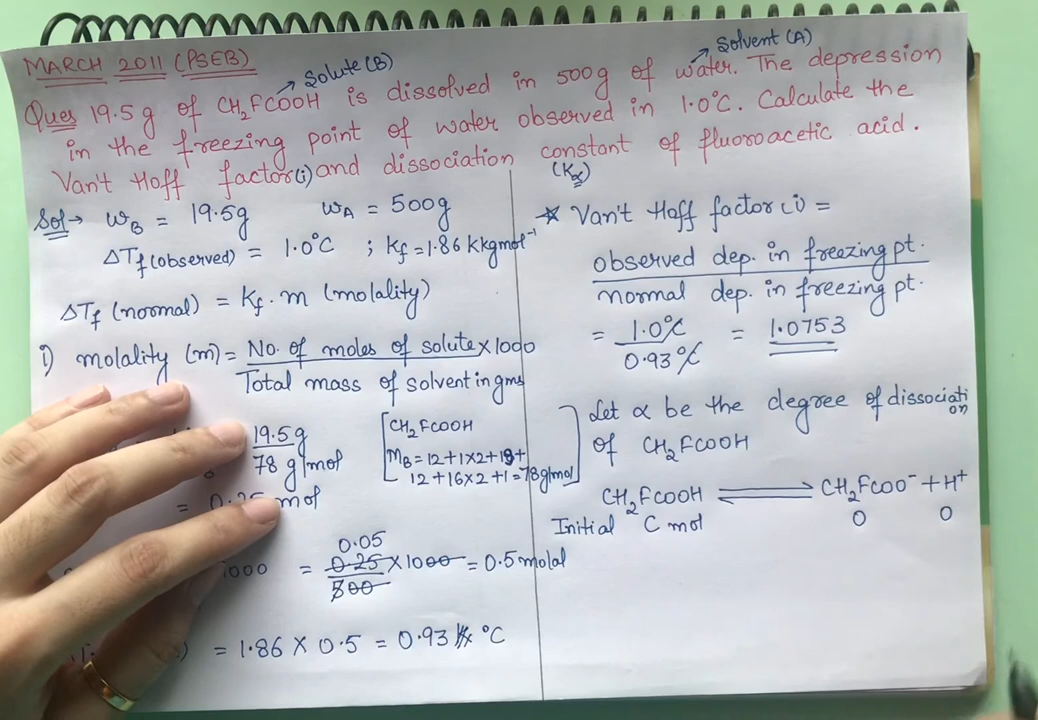 MARCH 2011 (PSEB)
→ Solute (B)
→ Solvent (A)
Ques 19.5g of CH₂FCOOH is dissolved in 500g of water. The depression
in the freezing point of water observed in 1.0°C. Calculate the
Van't Hoff factor(i) and dissociation constant of fluoroacetic acid.
(Kₐ)
Sol → wB = 19.5g wA = 500g
ΔTf (observed) = 1.0°C ; Kf = 1.86 K kg mol⁻¹
ΔTf (normal) = Kf . m (molality)
i) molality (m) = No. of moles of solute × 1000
Total mass of solvent in gms
19.5g
78 g/mol
[CH₂FCOOH
MB = 12+1×2+19+
12+16×2+1 = 78g/mol]
= 0.25 mol
0.05
1000 = 0.25 × 1000 = 0.5 molal
500
= 1.86 × 0.5 = 0.93 °C
* Van't Hoff factor (i) =
observed dep. in freezing pt.
normal dep. in freezing pt.
= 1.0°C = 1.0753
0.93°C
Let α be the degree of dissociation
of CH₂FCOOH
CH₂FCOOH ⇌ CH₂FCOO⁻ + H⁺
Initial C mol 0 0